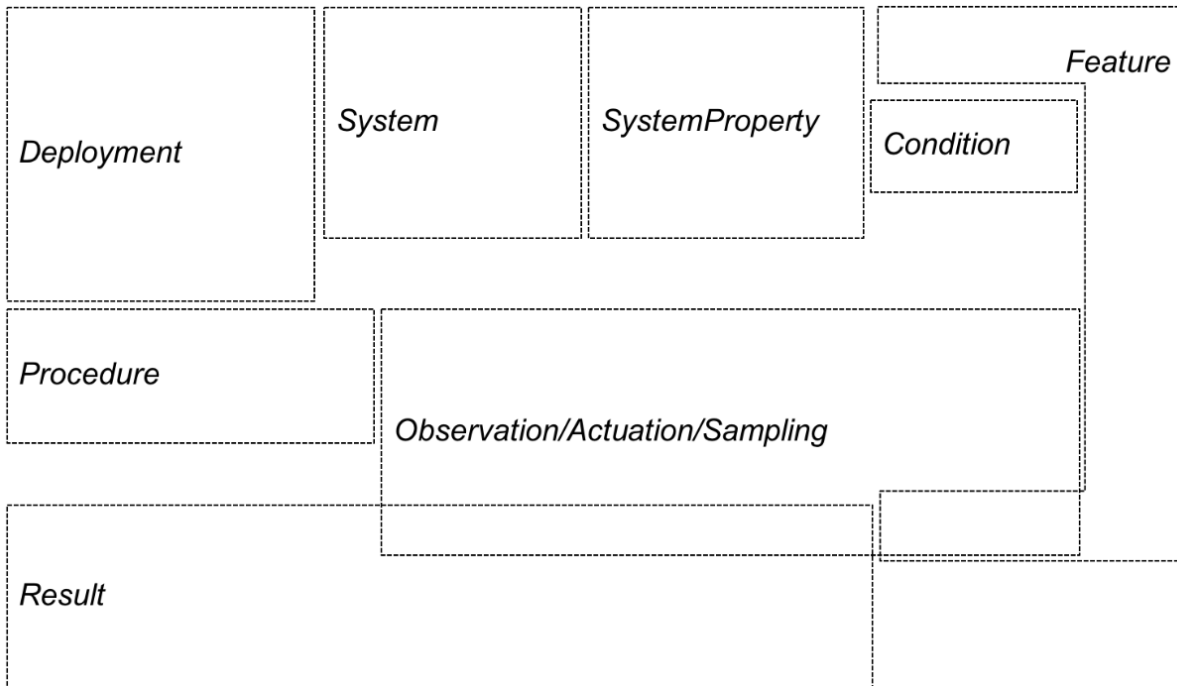 Feature
System
SystemProperty
Condition
Deployment
Procedure
Observation/Actuation/Sampling
Result